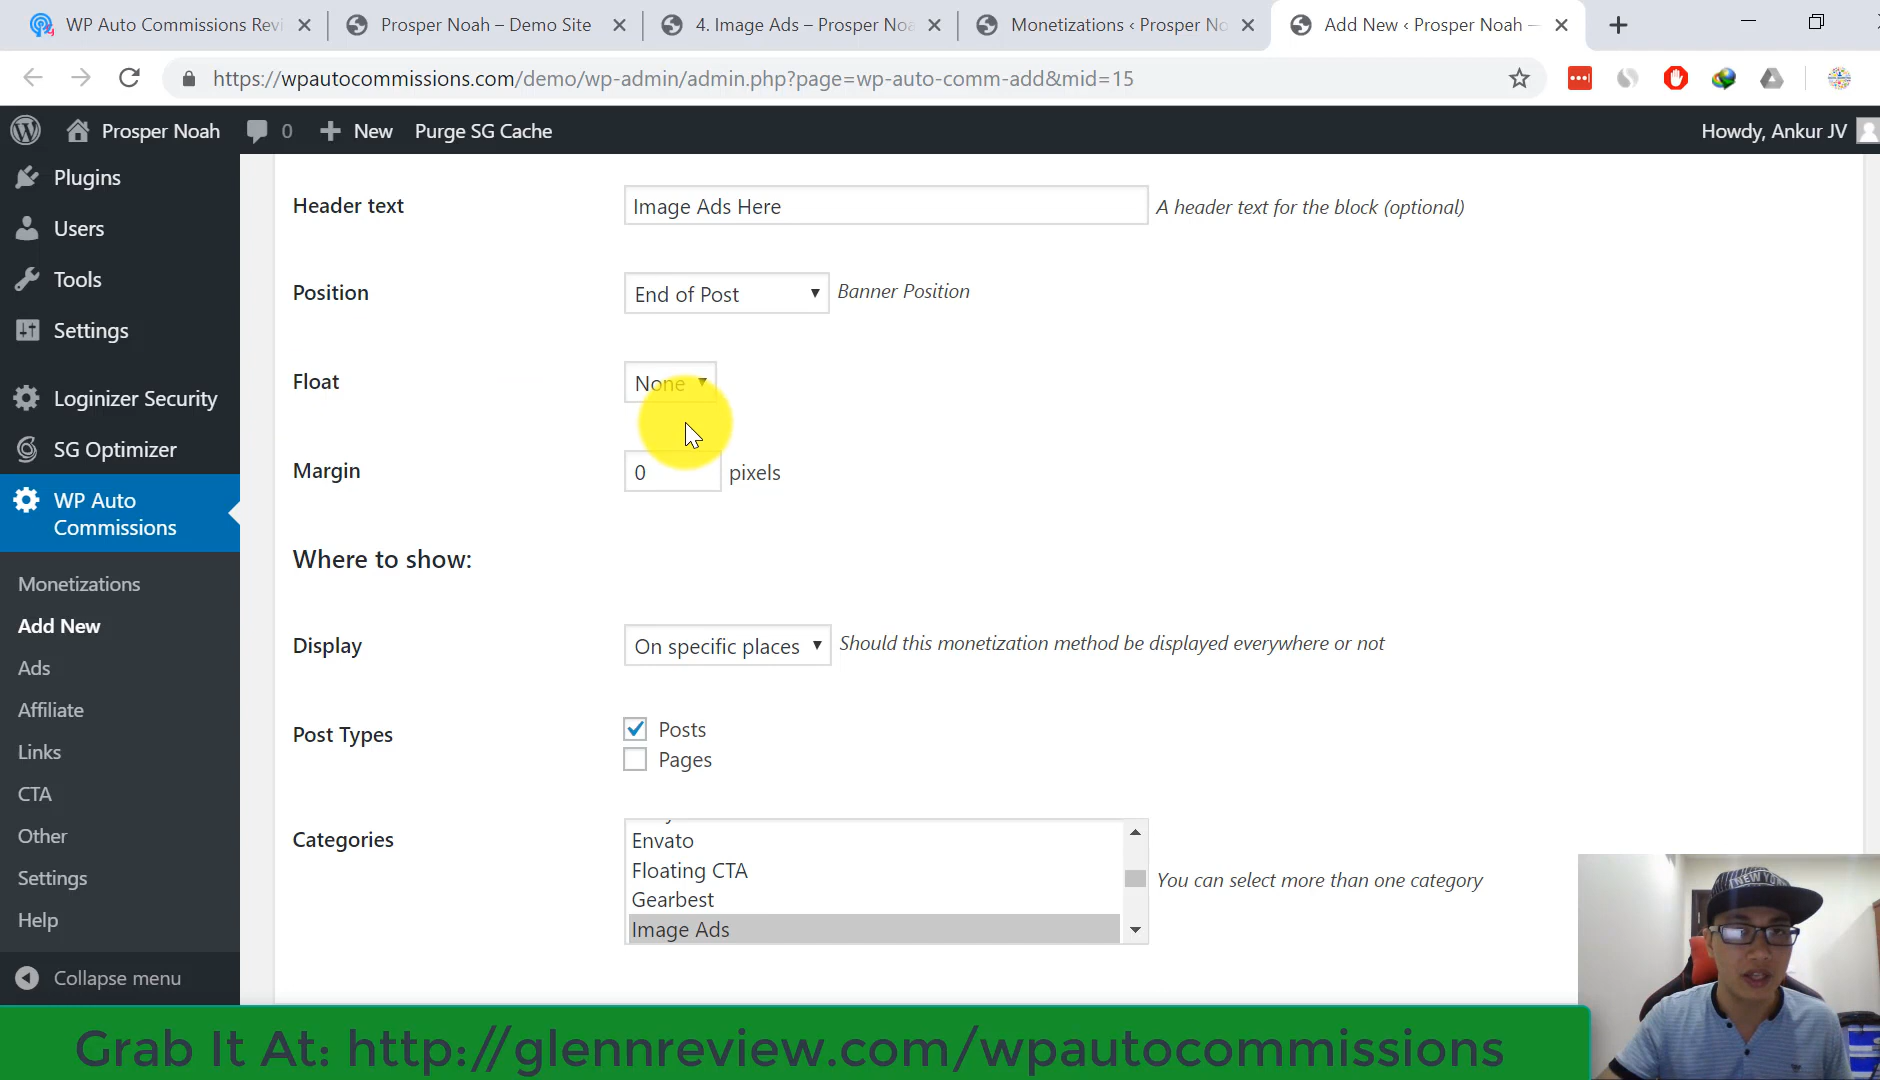 WP Auto Commissions Revi
Prosper Noah – Demo Site
4. Image Ads – Prosper Noa
Monetizations ‹ Prosper No
Add New ‹ Prosper Noah —
https://wpautocommissions.com/demo/wp-admin/admin.php?page=wp-auto-comm-add&mid=15
Prosper Noah
0
New
Purge SG Cache
Howdy, Ankur JV
Plugins
Users
Tools
Settings
Loginizer Security
SG Optimizer
WP Auto
Commissions
Monetizations
Add New
Ads
Affiliate
Links
CTA
Other
Settings
Help
Collapse menu
Header text
Image Ads Here
A header text for the block (optional)
Position
End of Post
Banner Position
Float
None
Margin
0
pixels
Where to show:
Display
On specific places
Should this monetization method be displayed everywhere or not
Post Types
Posts
Pages
Categories
Envato
Floating CTA
Gearbest
Image Ads
You can select more than one category
NEW YORK
Grab It At: http://glennreview.com/wpautocommissions